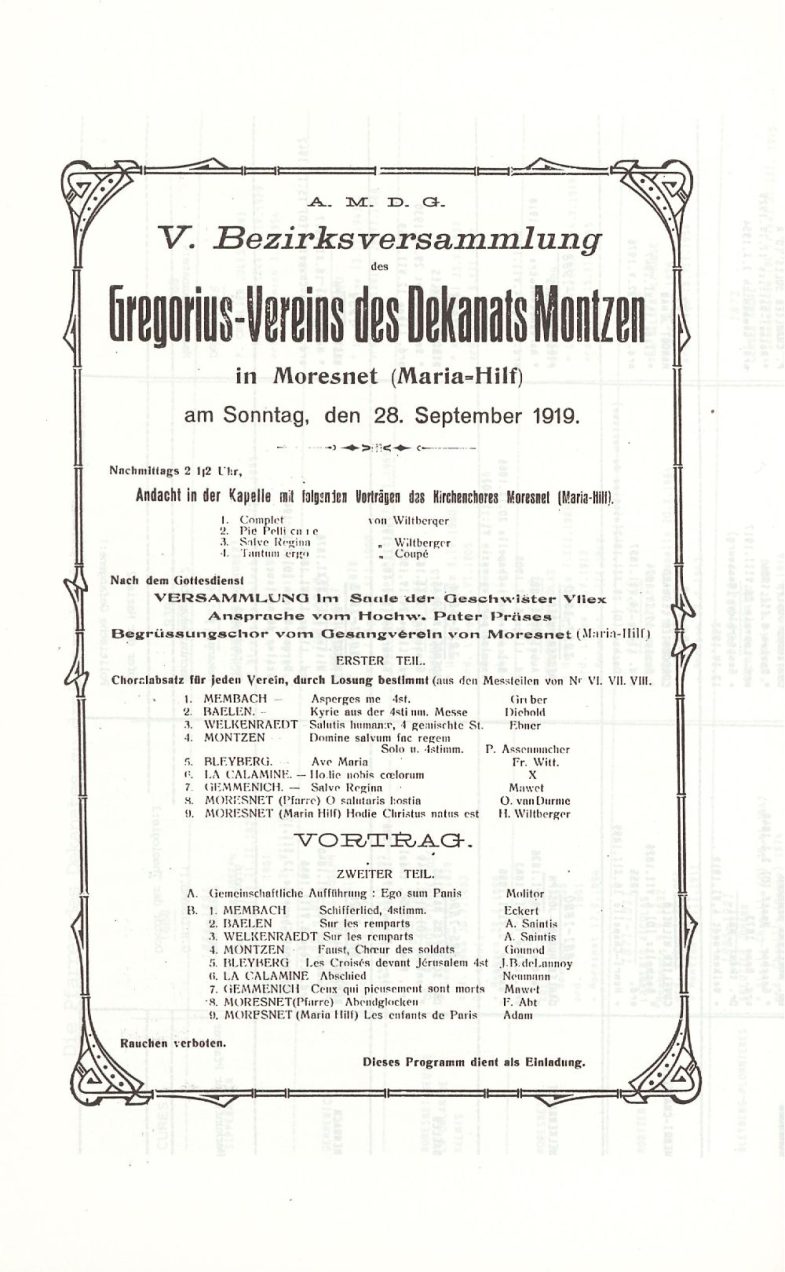 A. M. D. G.
V. Bezirksversammlung
des
Gregorius-Vereins des Dekanats Montzen
in Moresnet (Maria=Hilf)
am Sonntag, den 28. September 1919.
Nachmittags 2 1|2 Uhr,
Andacht in der Kapelle mit folgenden Vorträgen das Kirchenchores Moresnet (Maria-Hilf).
1. Complet von Wiltberger
2. Pie Pellicane
3. Salve Regina „ Wiltberger
4. Tantum ergo „ Coupé
Nach dem Gottesdienst
VERSAMMLUNG im Saale der Geschwister Vliex
Ansprache vom Hochw. Pater Präses
Begrüssungschor vom Gesangvérein von Moresnet (Maria-Hilf)
ERSTER TEIL.
Choralabsatz für jeden Verein, durch Losung bestimmt (aus den Messteilen von Nr VI. VII. VIII.
1. MEMBACH – Asperges me 4st. Gruber
2. BAELEN. – Kyrie aus der 4stimm. Messe Diebold
3. WELKENRAEDT Salutis humanæ, 4 gemischte St. Ebner
4. MONTZEN Domine salvum fac regem
Solo u. 4stimm. P. Assenmacher
5. BLEYBERG. – Ave Maria Fr. Witt.
6. LA CALAMINE. – Hodie nobis cœlorum X
7. GEMMENICH. – Salve Regina Mawet
8. MORESNET (Pfarre) O salutaris hostia O. van Durme
9. MORESNET (Maria Hilf) Hodie Christus natus est H. Wiltberger
VORTRAG.
ZWEITER TEIL.
A. Gemeinschaftliche Aufführung : Ego sum Panis Molitor
B. 1. MEMBACH Schifferlied, 4stimm. Eckert
2. BAELEN Sur les remparts A. Saintis
3. WELKENRAEDT Sur les remparts A. Saintis
4. MONTZEN Faust, Chœur des soldats Gounod
5. BLEYBERG Les Croisés devant Jérusalem 4st J.B. deLannoy
6. LA CALAMINE Abschied Neumann
7. GEMMENICH Ceux qui pieusement sont morts Mawet
8. MORESNET(Pfarre) Abendglocken F. Abt
9. MORESNET (Maria Hilf) Les enfants de Paris Adam
Rauchen verboten.
Dieses Programm dient als Einladung.